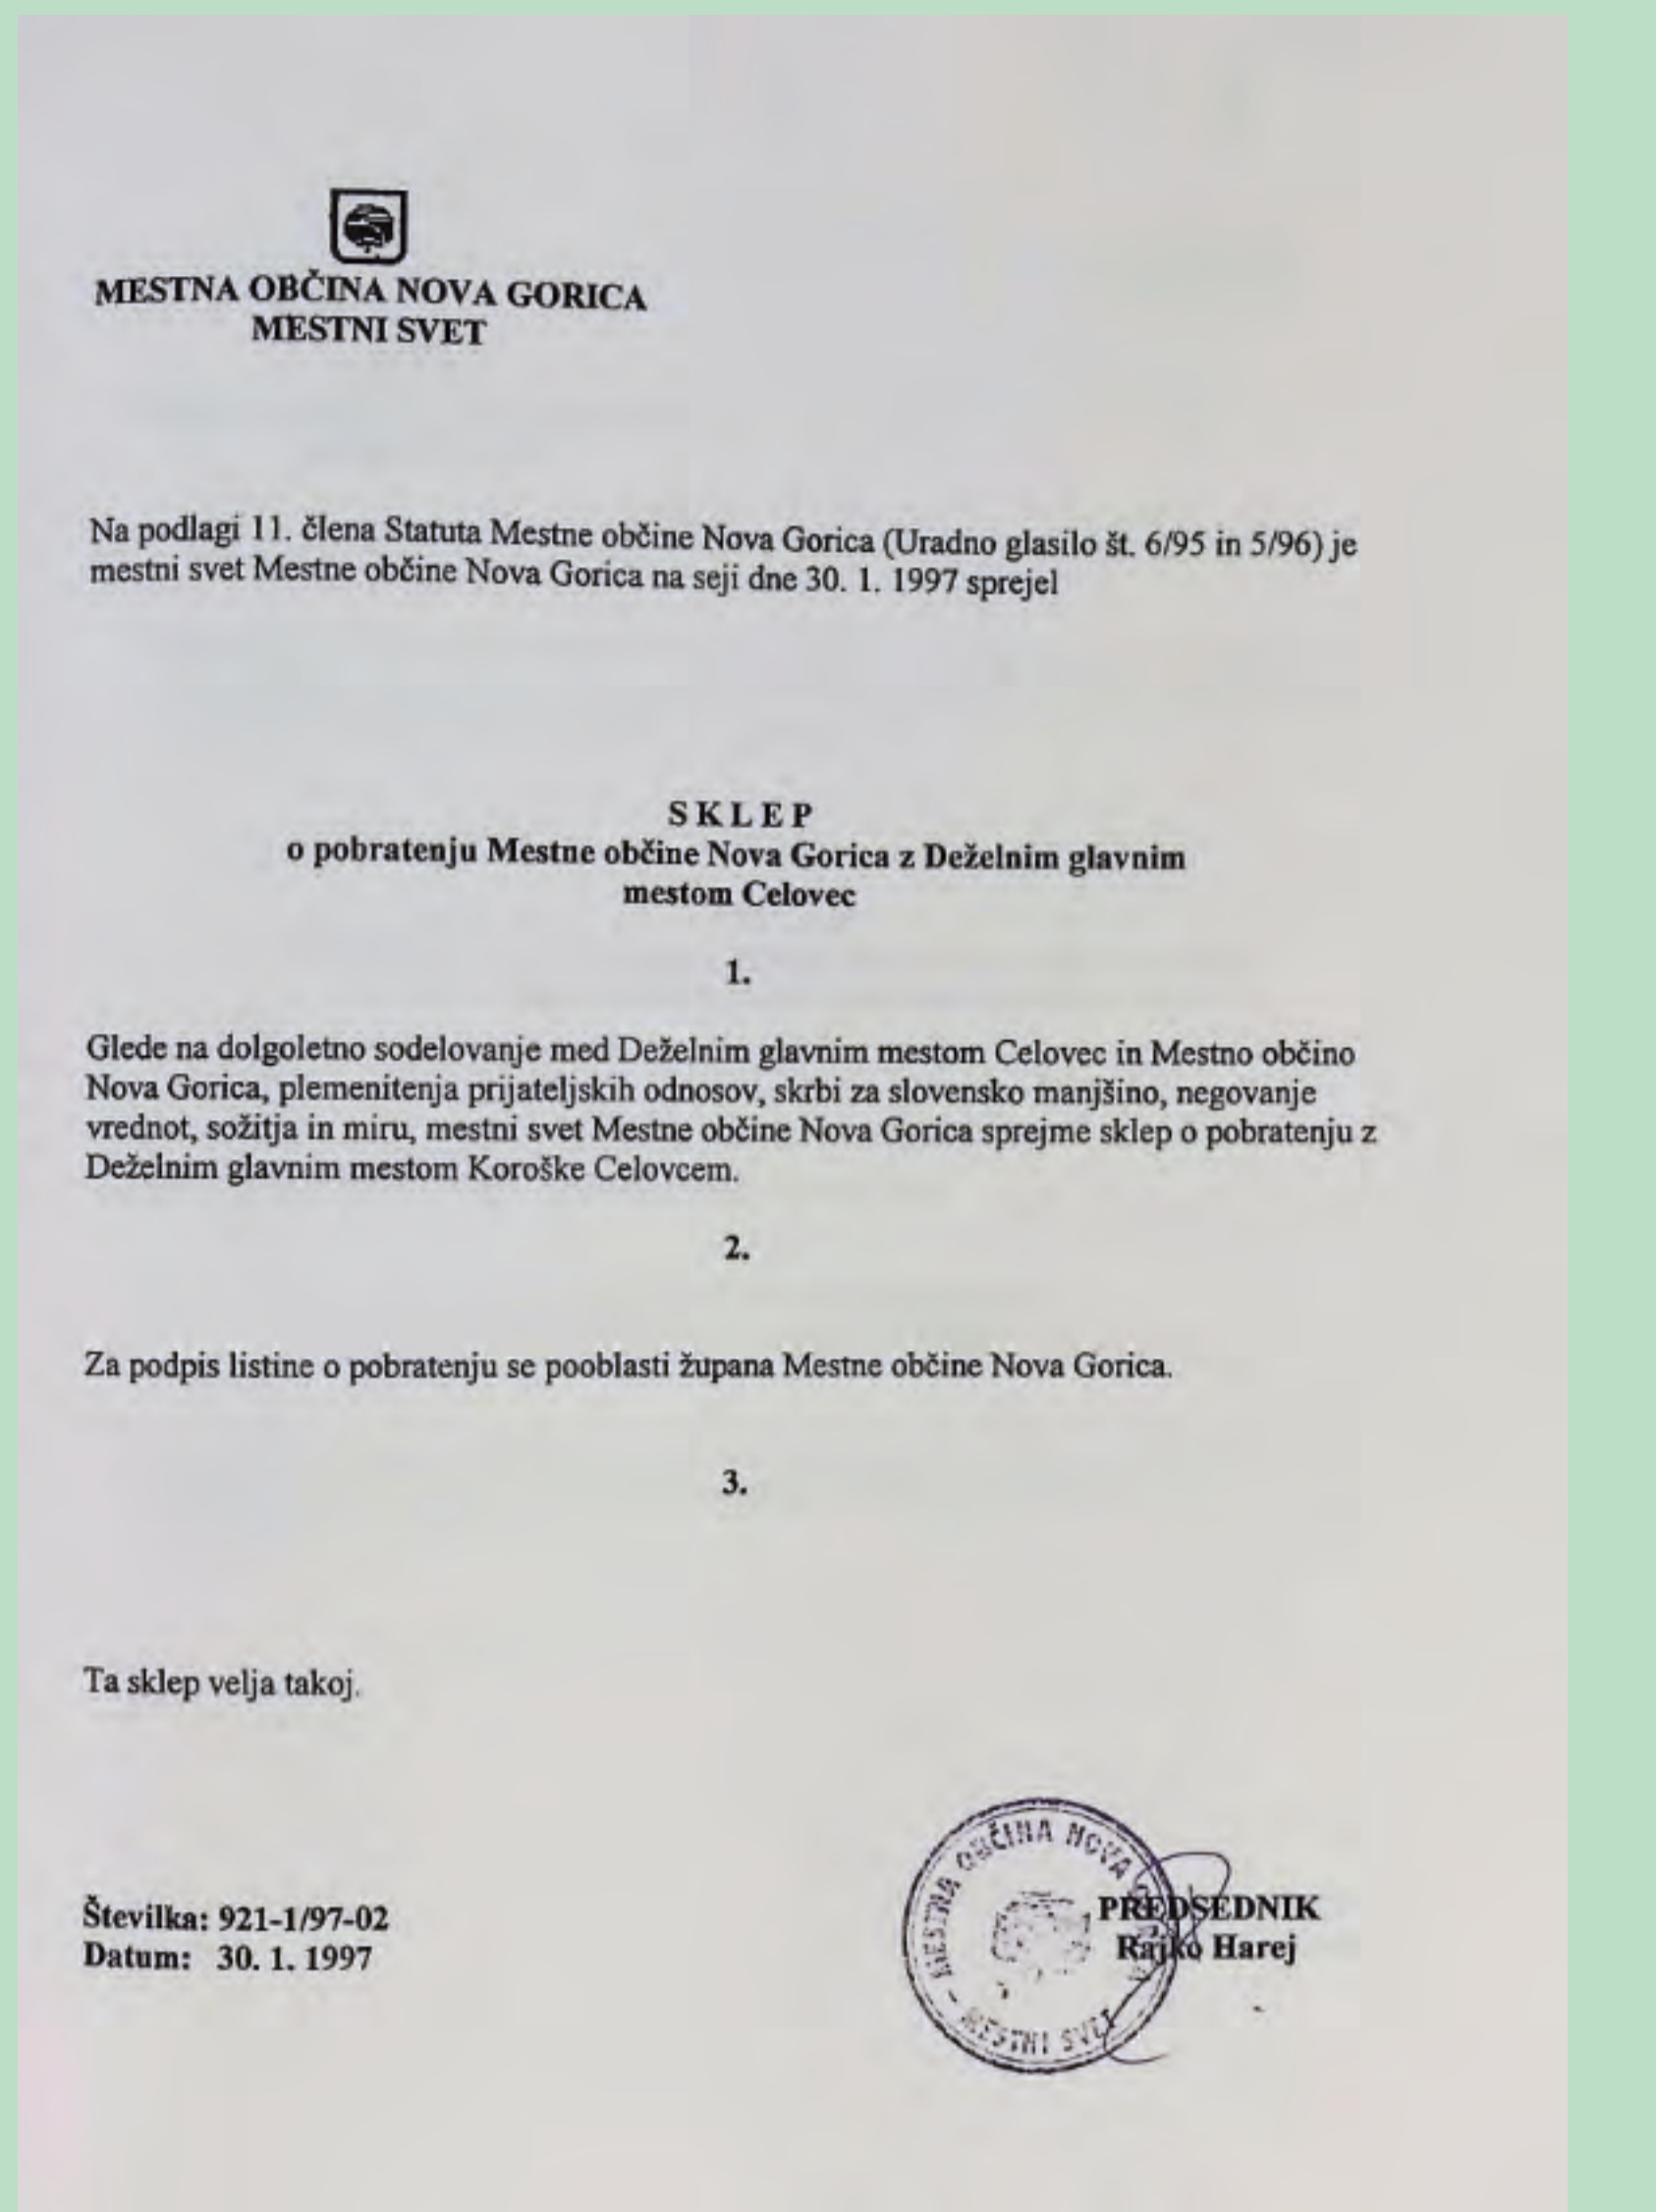 MESTNA OBČINA NOVA GORICA
MESTNI SVET
Na podlagi 11. člena Statuta Mestne občine Nova Gorica (Uradno glasilo št. 6/95 in 5/96) je
mestni svet Mestne občine Nova Gorica na seji dne 30. 1. 1997 sprejel
S K L E P
o pobratenju Mestne občine Nova Gorica z Deželnim glavnim
mestom Celovec
1.
Glede na dolgoletno sodelovanje med Deželnim glavnim mestom Celovec in Mestno občino
Nova Gorica, plemenitenja prijateljskih odnosov, skrbi za slovensko manjšino, negovanje
vrednot, sožitja in miru, mestni svet Mestne občine Nova Gorica sprejme sklep o pobratenju z
Deželnim glavnim mestom Koroške Celovcem.
2.
Za podpis listine o pobratenju se pooblasti župana Mestne občine Nova Gorica.
3.
Ta sklep velja takoj.
Številka: 921-1/97-02
Datum: 30. 1. 1997
MESTNA OBČINA NOVA
MESTNI SVET
PREDSEDNIK
Rajko Harej